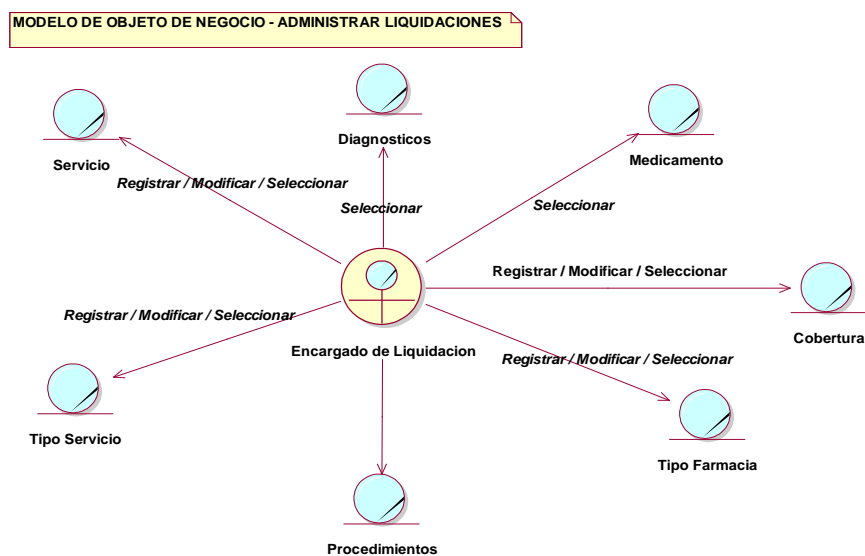 MODELO DE OBJETO DE NEGOCIO - ADMINISTRAR LIQUIDACIONES
Diagnosticos
Servicio
Medicamento
Registrar / Modificar / Seleccionar
Seleccionar
Seleccionar
Registrar / Modificar / Seleccionar
Registrar / Modificar / Seleccionar
Cobertura
Encargado de Liquidacion
Registrar / Modificar / Seleccionar
Tipo Servicio
Tipo Farmacia
Procedimientos